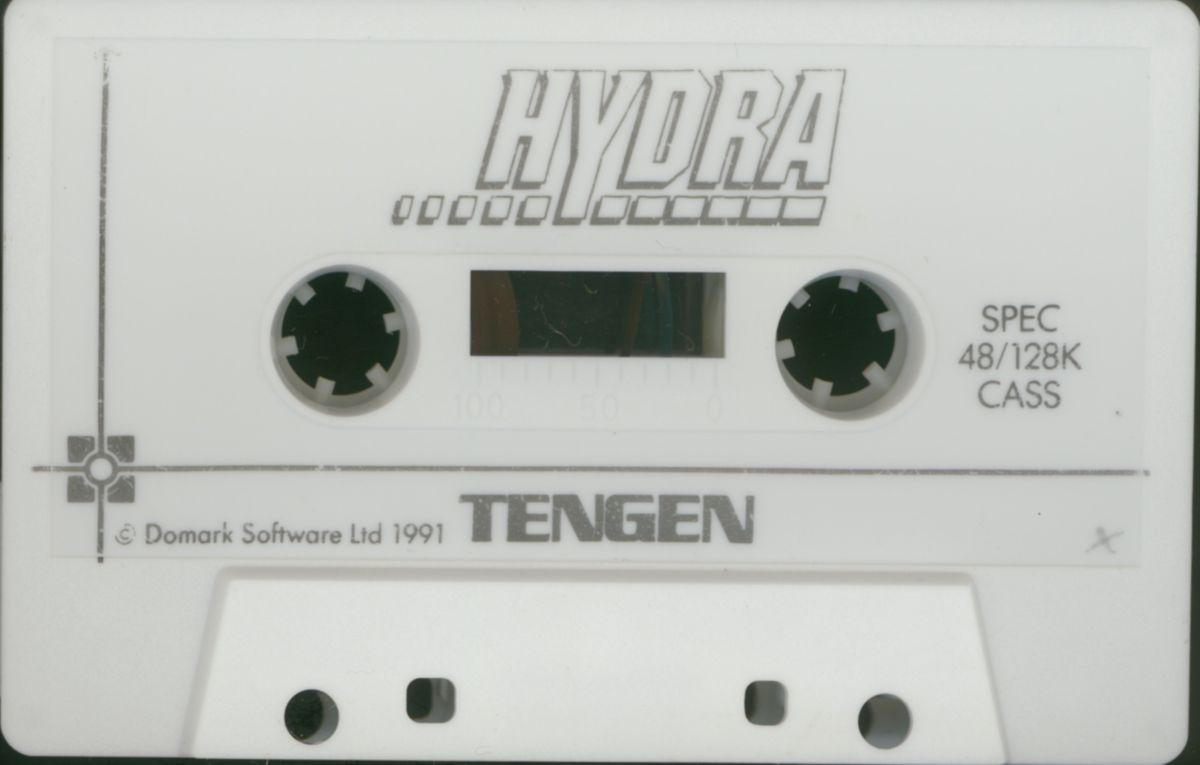 HYDRA
SPEC
48/128K
CASS
100 50 0
TENGEN
© Domark Software Ltd 1991